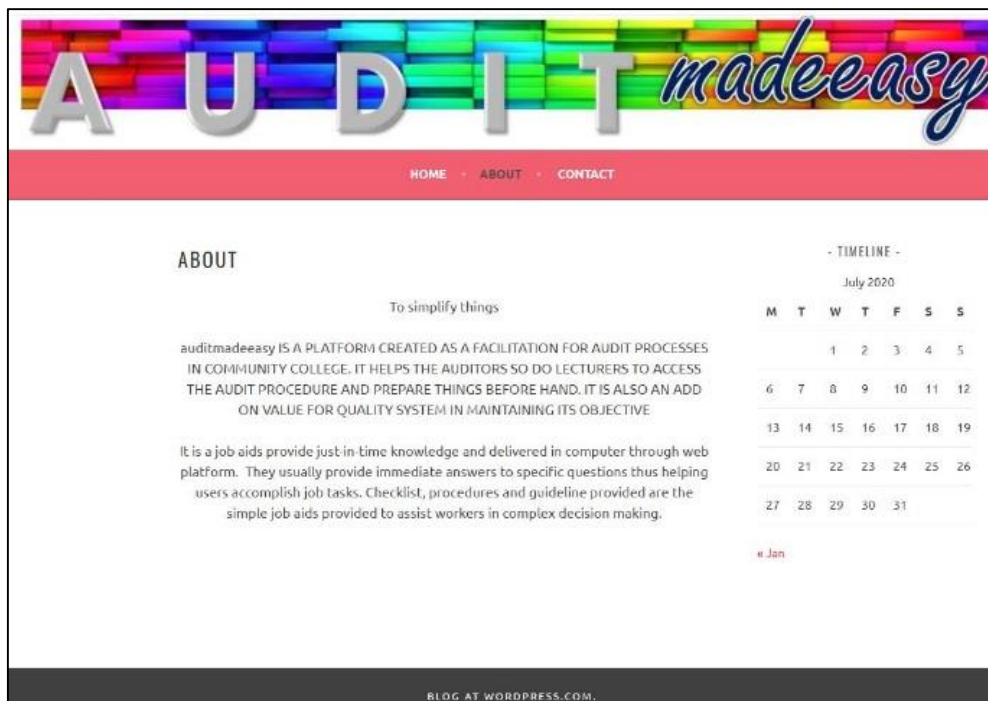 AUDIT madeeasy
HOME · ABOUT · CONTACT
ABOUT
To simplify things
auditmadeeasy IS A PLATFORM CREATED AS A FACILITATION FOR AUDIT PROCESSES
IN COMMUNITY COLLEGE. IT HELPS THE AUDITORS SO DO LECTURERS TO ACCESS
THE AUDIT PROCEDURE AND PREPARE THINGS BEFORE HAND. IT IS ALSO AN ADD
ON VALUE FOR QUALITY SYSTEM IN MAINTAINING ITS OBJECTIVE
It is a job aids provide just-in-time knowledge and delivered in computer through web
platform. They usually provide immediate answers to specific questions thus helping
users accomplish job tasks. Checklist, procedures and guideline provided are the
simple job aids provided to assist workers in complex decision making.
- TIMELINE -
July 2020
M T W T F S S
1 2 3 4 5
6 7 8 9 10 11 12
13 14 15 16 17 18 19
20 21 22 23 24 25 26
27 28 29 30 31
« Jan
BLOG AT WORDPRESS.COM.